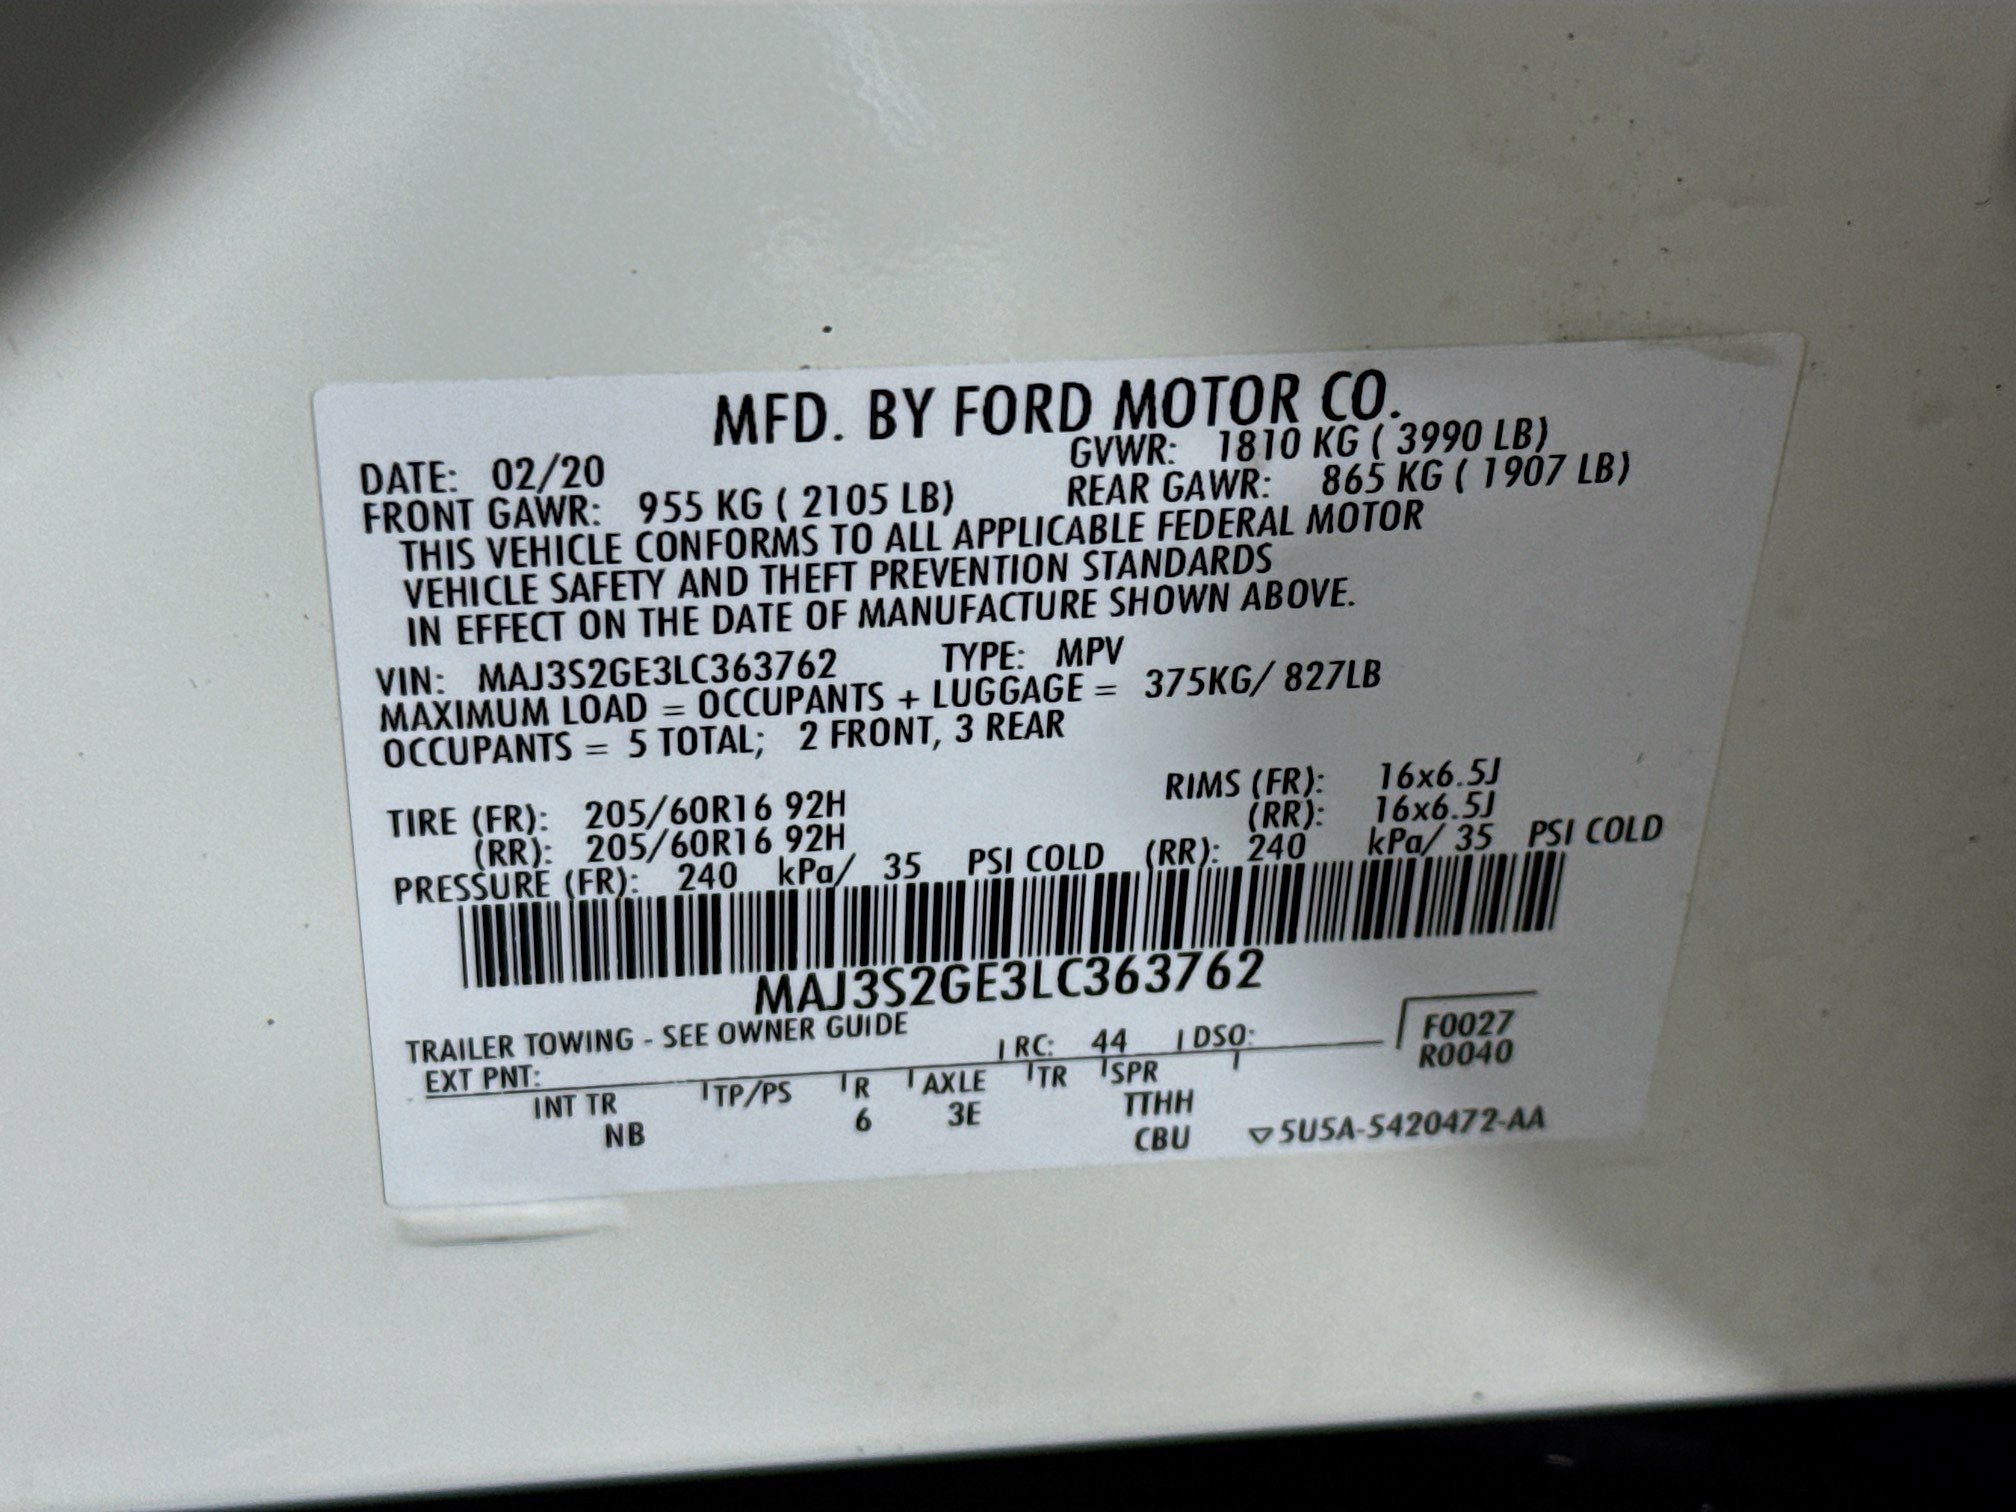 MFD. BY FORD MOTOR CO.
DATE: 02/20 GVWR: 1810 KG ( 3990 LB)
FRONT GAWR: 955 KG ( 2105 LB) REAR GAWR: 865 KG ( 1907 LB)
THIS VEHICLE CONFORMS TO ALL APPLICABLE FEDERAL MOTOR
VEHICLE SAFETY AND THEFT PREVENTION STANDARDS
IN EFFECT ON THE DATE OF MANUFACTURE SHOWN ABOVE.
VIN: MAJ3S2GE3LC363762 TYPE: MPV
MAXIMUM LOAD = OCCUPANTS + LUGGAGE = 375KG/ 827LB
OCCUPANTS = 5 TOTAL; 2 FRONT, 3 REAR
TIRE (FR): 205/60R16 92H RIMS (FR): 16x6.5J
(RR): 205/60R16 92H (RR): 16x6.5J
PRESSURE (FR): 240 kPa/ 35 PSI COLD (RR): 240 kPa/ 35 PSI COLD
MAJ3S2GE3LC363762
TRAILER TOWING - SEE OWNER GUIDE
EXT PNT: RC: 44 DSO: F0027
R0040
INT TR TP/PS R AXLE TR SPR
NB 6 3E TTHH
CBU ▽5U5A-5420472-AA